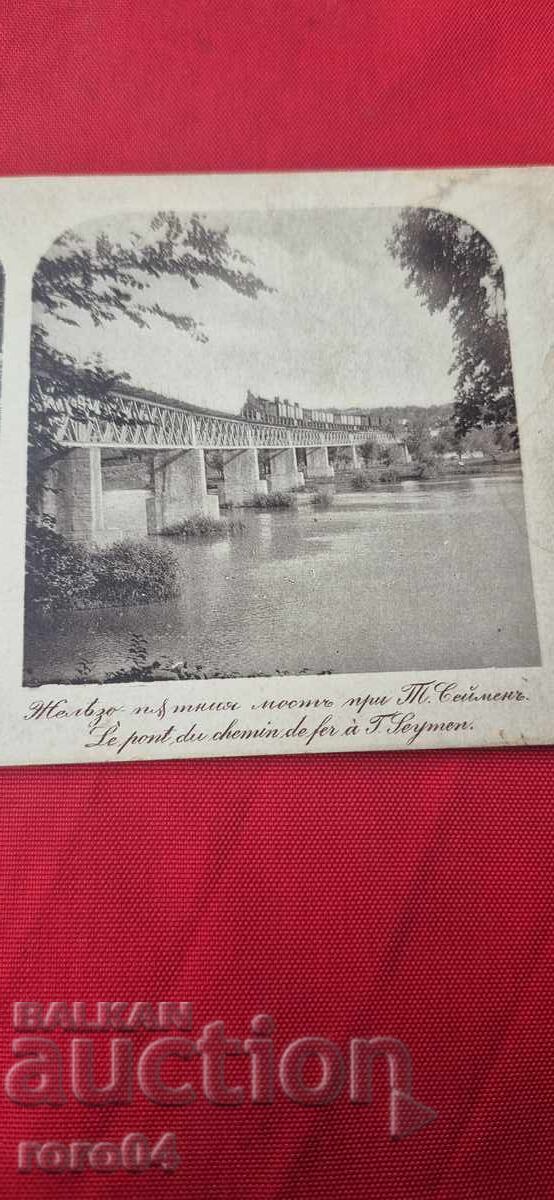 Желѣзо-пѫтния мостъ при Т. Сейменъ.
Le pont du chemin de fer à T. Seymen.
BALKAN
auction
roro04